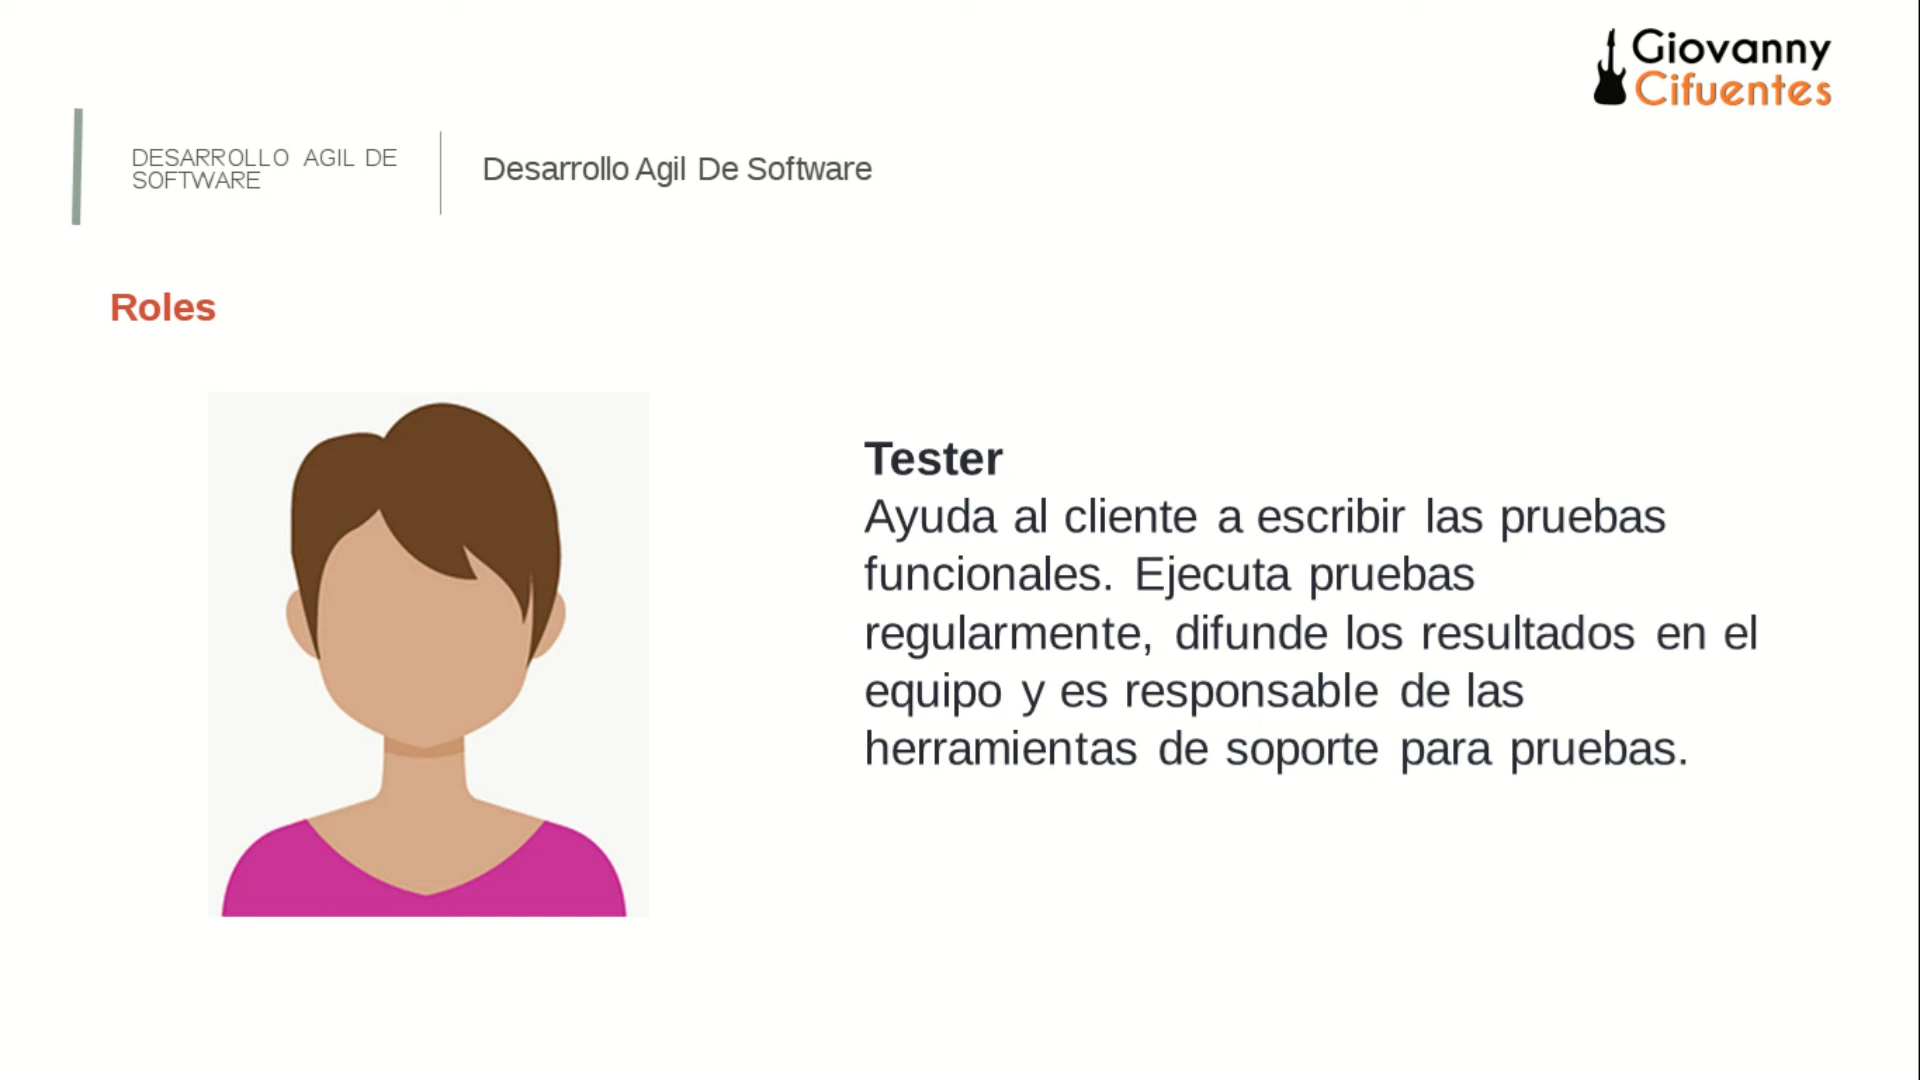 Giovanny
Cifuentes
DESARROLLO AGIL DE
SOFTWARE
Desarrollo Agil De Software
Roles
Tester
Ayuda al cliente a escribir las pruebas
funcionales. Ejecuta pruebas
regularmente, difunde los resultados en el
equipo y es responsable de las
herramientas de soporte para pruebas.